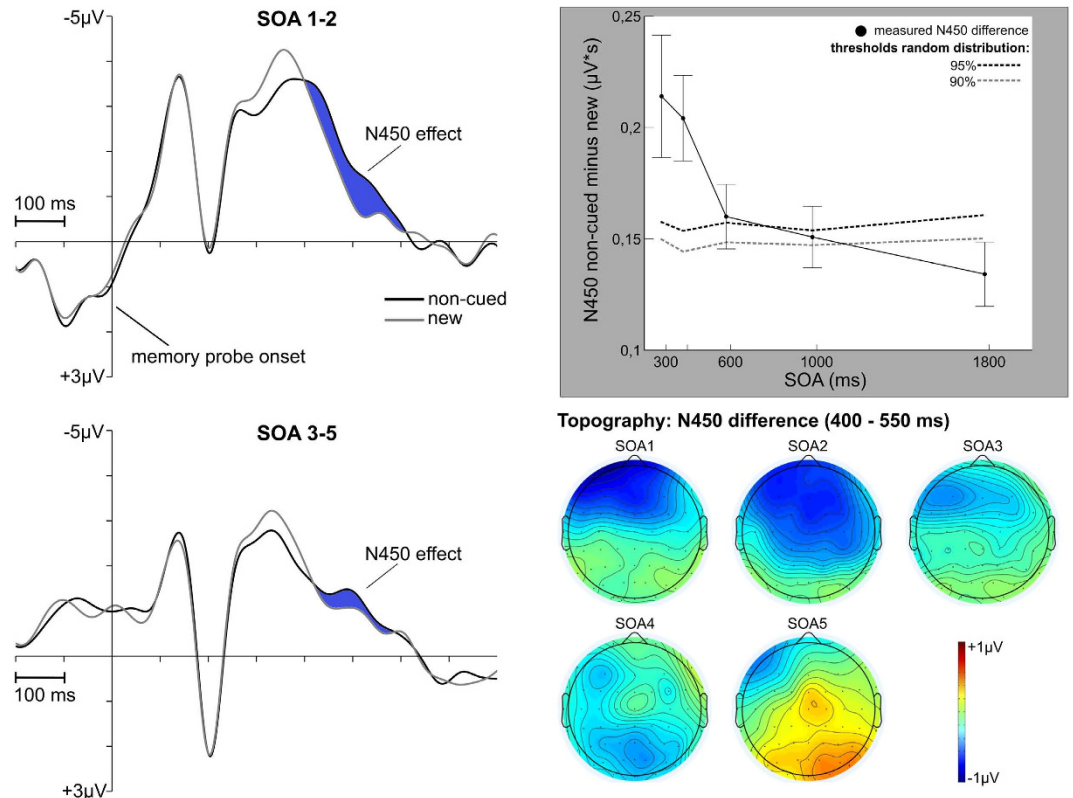 SOA 1-2
-5µV
N450 effect
100 ms
non-cued
new
memory probe onset
+3µV
SOA 3-5
-5µV
N450 effect
100 ms
+3µV
0,25
0,2
0,15
0,1
N450 non-cued minus new (µV*s)
measured N450 difference
thresholds random distribution:
95%
90%
300 600 1000 1800
SOA (ms)
Topography: N450 difference (400 - 550 ms)
SOA1 SOA2 SOA3
SOA4 SOA5
+1µV
-1µV